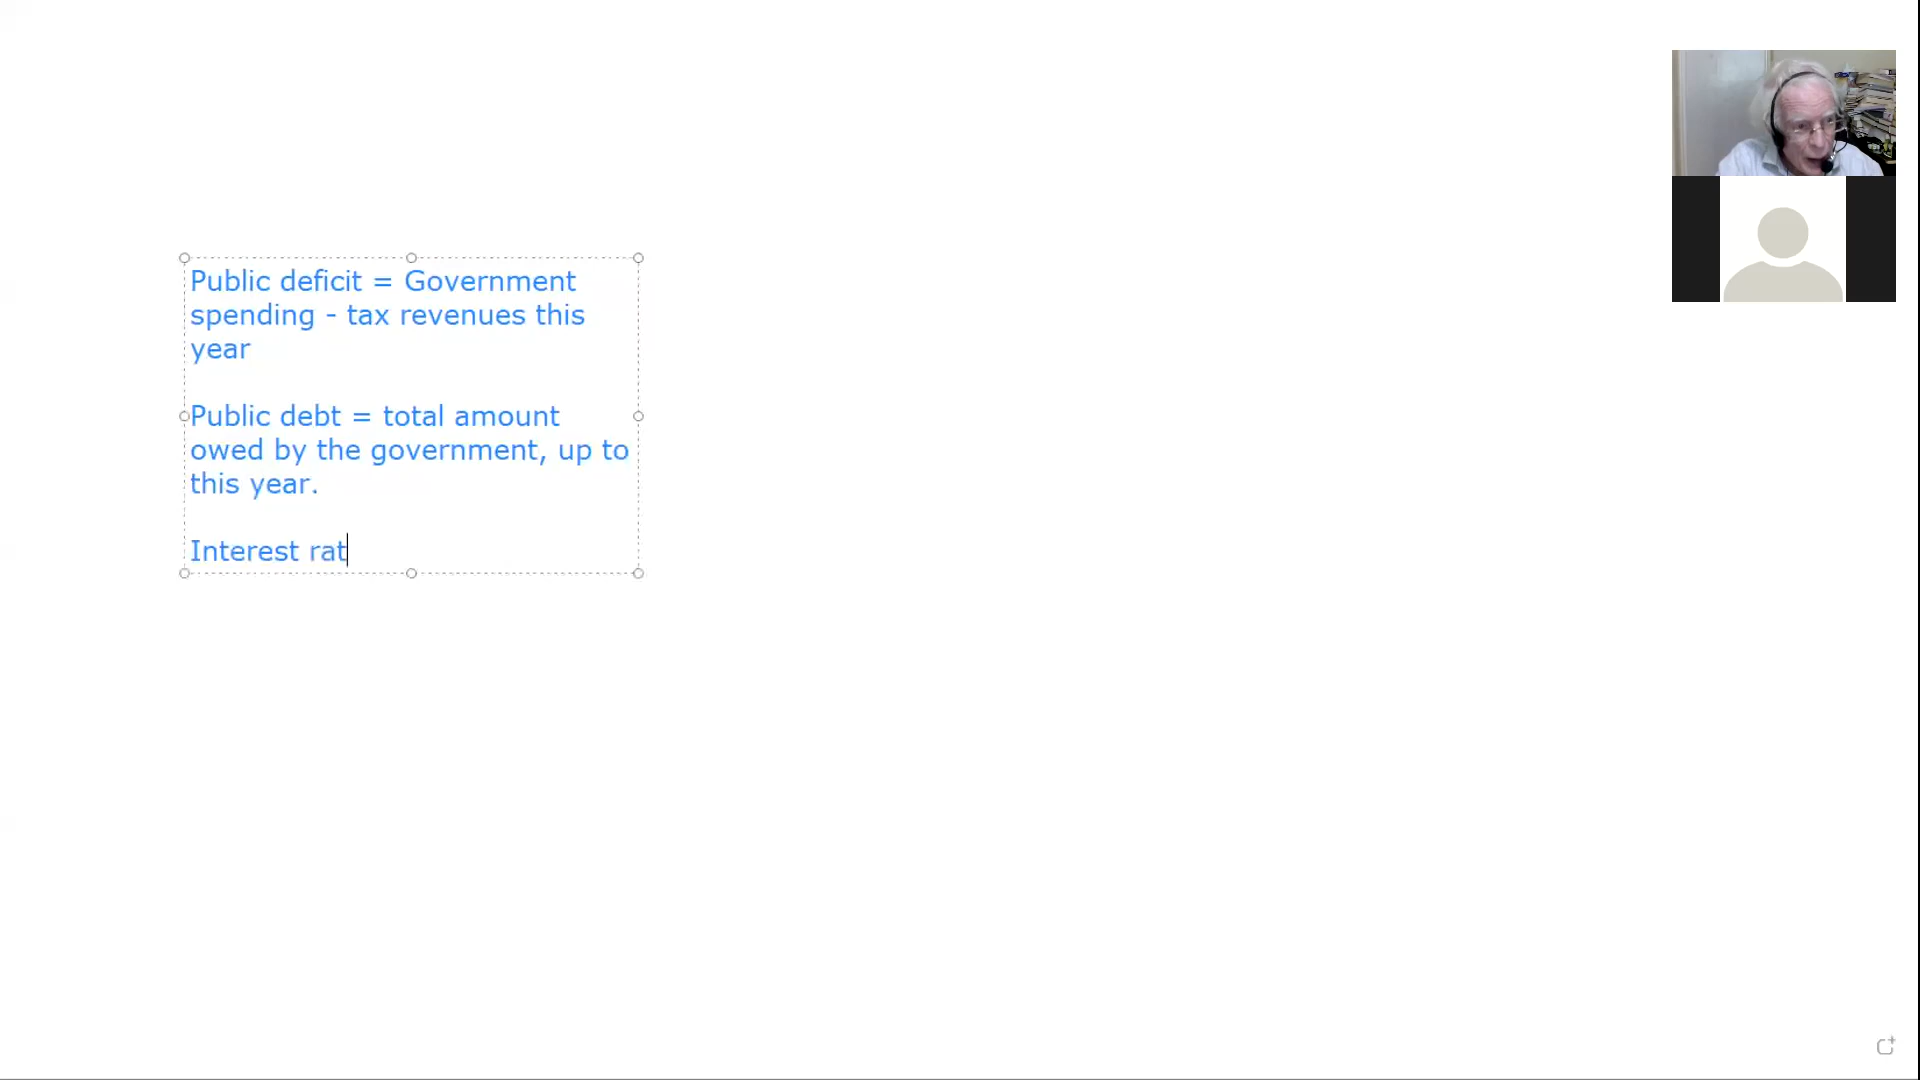 Public deficit = Government
spending - tax revenues this
year
Public debt = total amount
owed by the government, up to
this year.
Interest rat